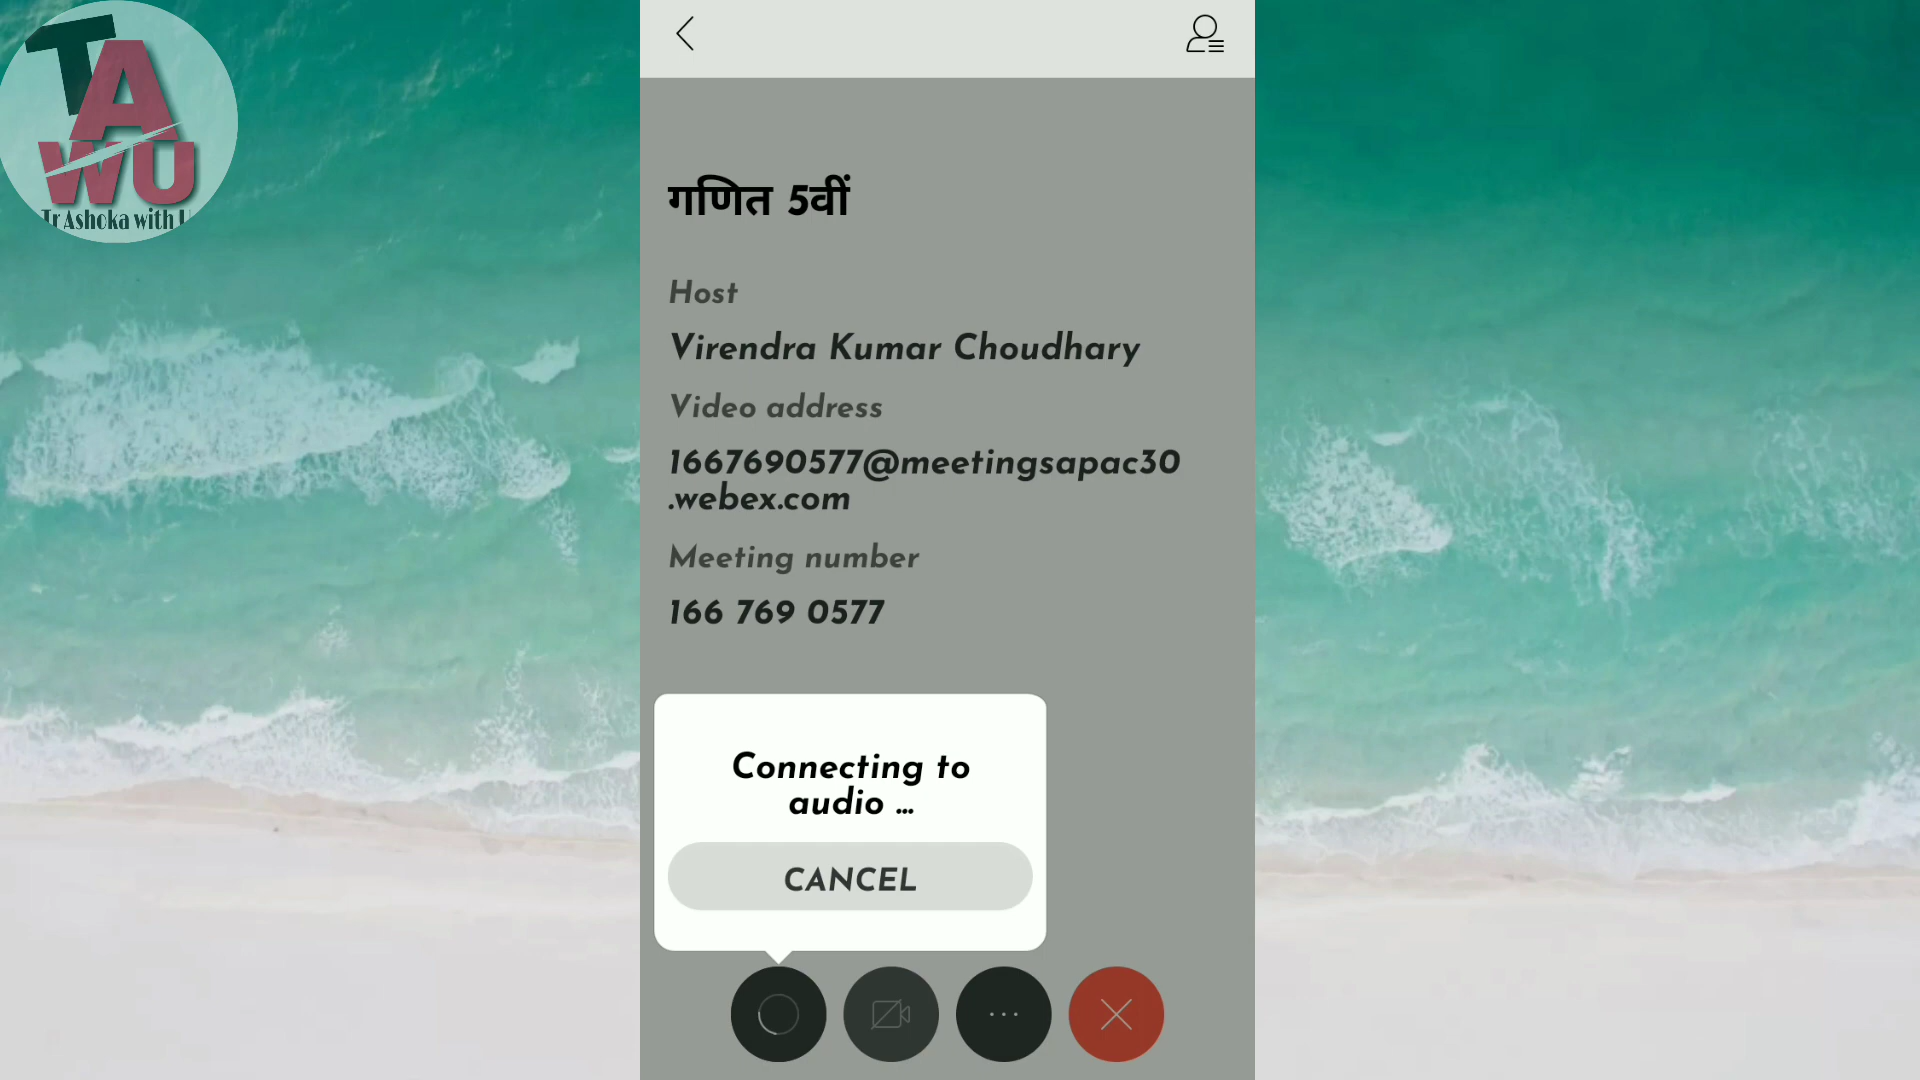 TA
WU
Tr Ashoka with U
गणित 5वीं
Host
Virendra Kumar Choudhary
Video address
1667690577@meetingsapac30
.webex.com
Meeting number
166 769 0577
Connecting to
audio ...
CANCEL